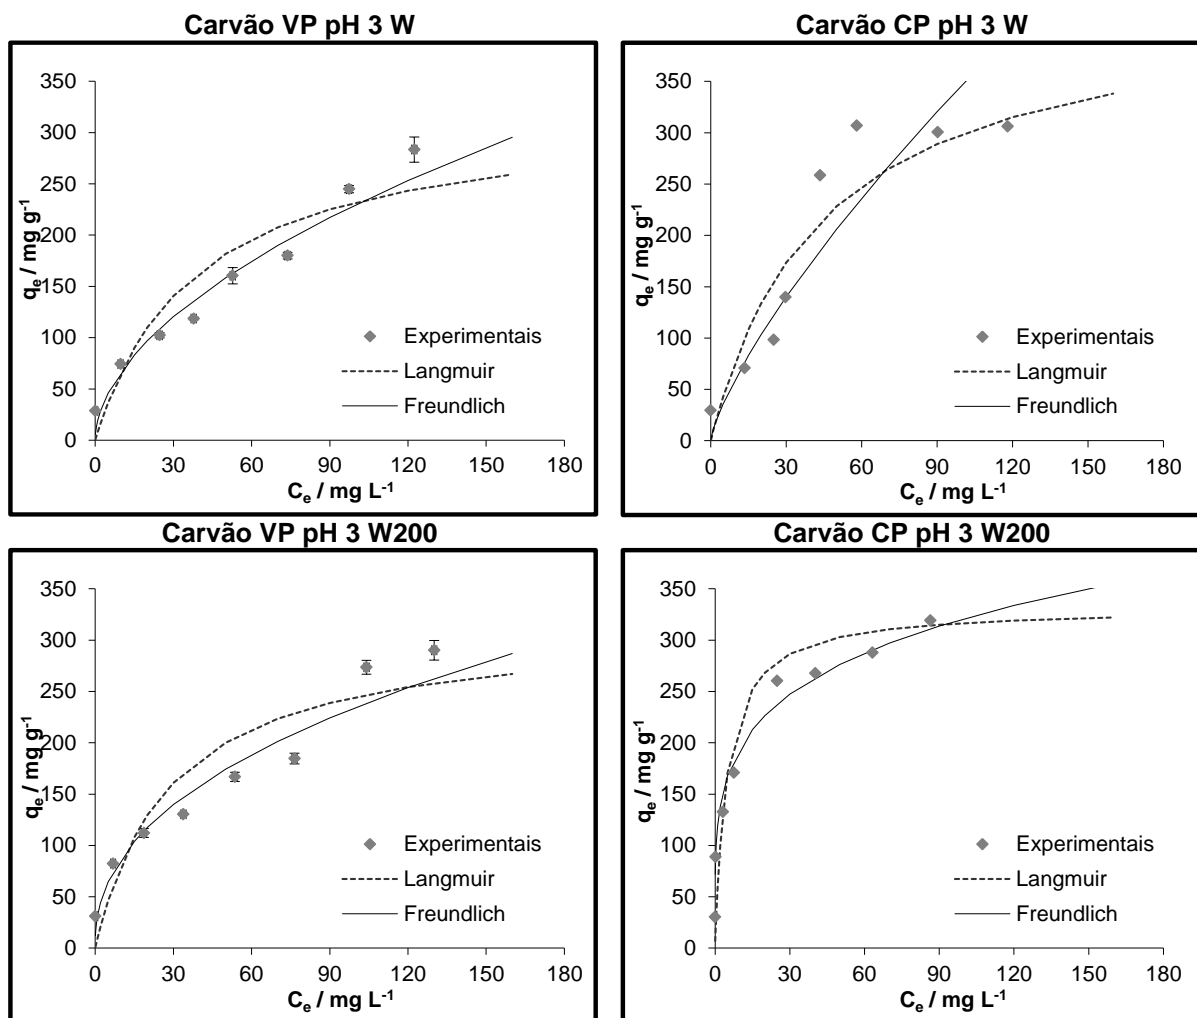 Carvão VP pH 3 W
350
300
250
200
150
100
50
0
0 30 60 90 120 150 180
qe / mg g-1
Ce / mg L-1
Experimentais
Langmuir
Freundlich
Carvão CP pH 3 W
350
300
250
200
150
100
50
0
0 30 60 90 120 150 180
qe / mg g-1
Ce / mg L-1
Experimentais
Langmuir
Freundlich
Carvão VP pH 3 W200
350
300
250
200
150
100
50
0
0 30 60 90 120 150 180
qe / mg g-1
Ce / mg L-1
Experimentais
Langmuir
Freundlich
Carvão CP pH 3 W200
350
300
250
200
150
100
50
0
0 30 60 90 120 150 180
qe / mg g-1
Ce / mg L-1
Experimentais
Langmuir
Freundlich